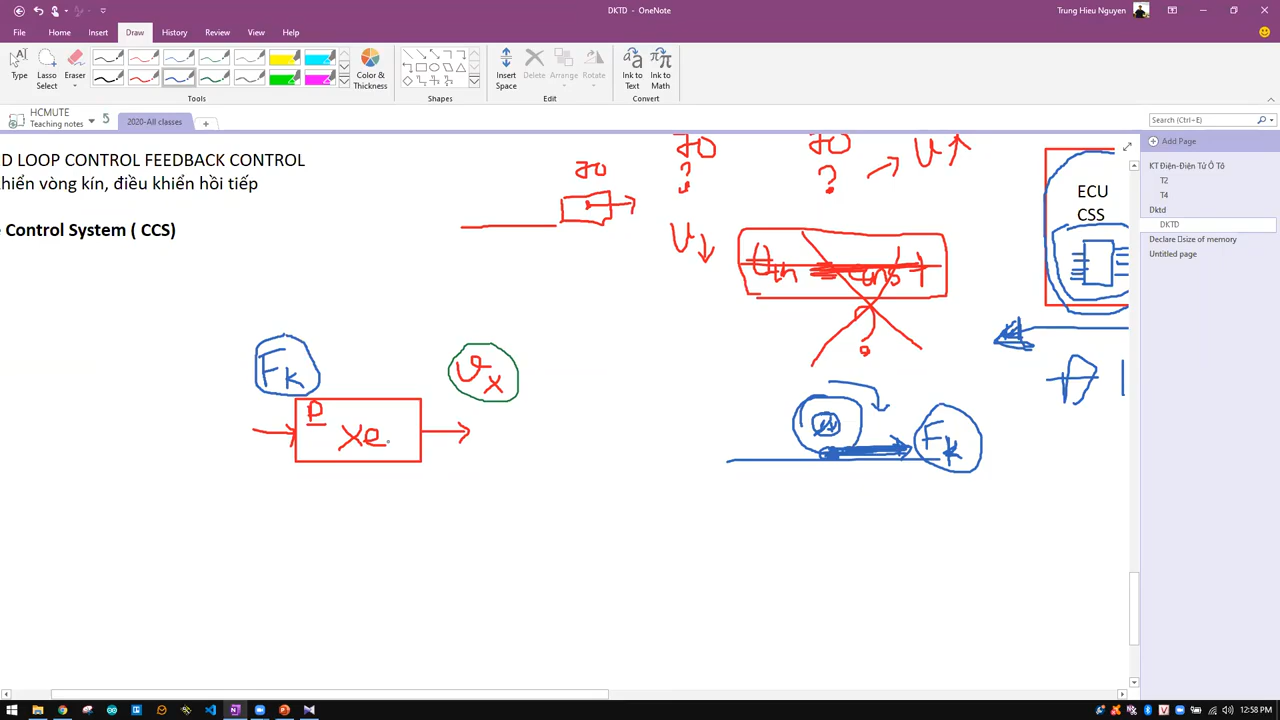 DKTD - OneNote
Trung Hieu Nguyen
File Home Insert Draw History Review View Help
Type
Lasso Select
Eraser
Color & Thickness
Insert Space
Delete
Arrange
Rotate
Ink to Text
Ink to Math
Tools
Shapes
Edit
Convert
HCMUTE
Teaching notes
2020-All classes
Search (Ctrl+E)
Add Page
KT Điện-Điện Tử Ô Tô
T2
T4
Dktd
DKTD
Declare size of memory
Untitled page
D LOOP CONTROL FEEDBACK CONTROL
hiển vòng kín, điều khiển hồi tiếp
e Control System ( CCS)
70
70
?
70
?
v↑
v↓
ECU
CSS
?
Fk
vx
P
xe
Fk
12:58 PM